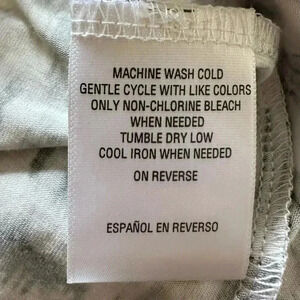 MACHINE WASH COLD
GENTLE CYCLE WITH LIKE COLORS
ONLY NON-CHLORINE BLEACH
WHEN NEEDED
TUMBLE DRY LOW
COOL IRON WHEN NEEDED
ON REVERSE
ESPAÑOL EN REVERSO